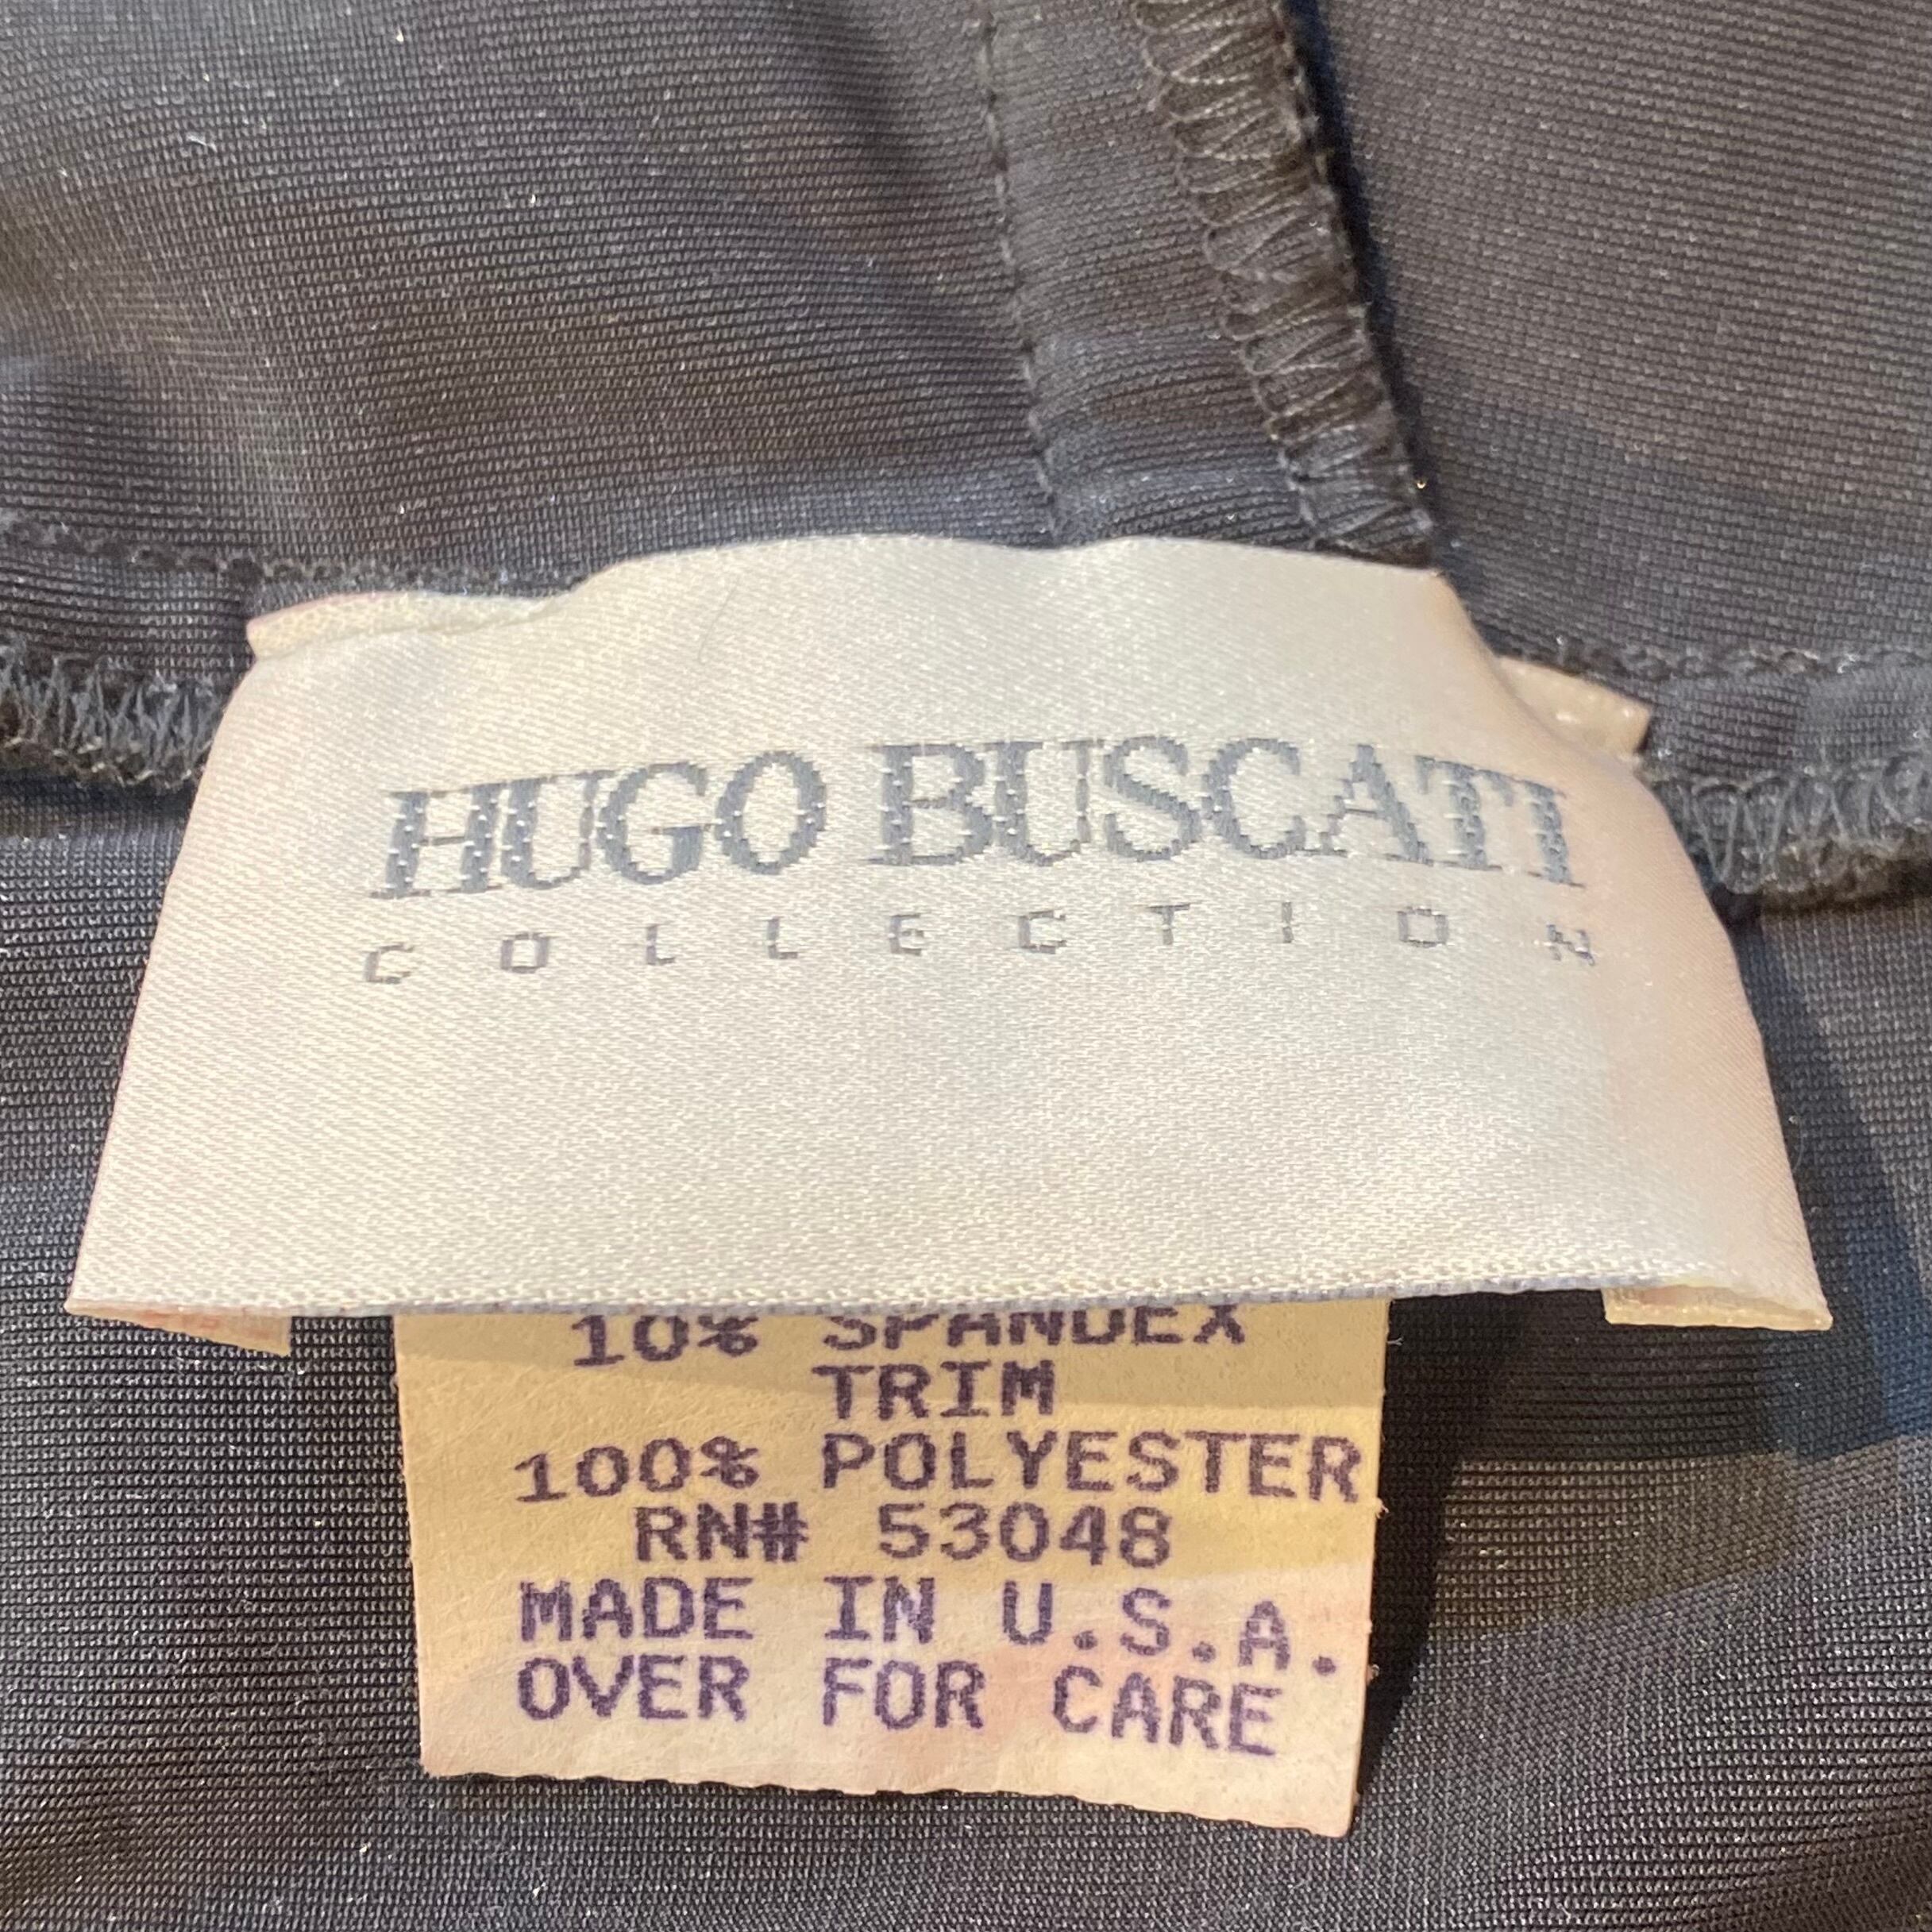 HUGO BUSCATI
COLLECTION
10% SPANDEX
TRIM
100% POLYESTER
RN# 53048
MADE IN U.S.A.
OVER FOR CARE